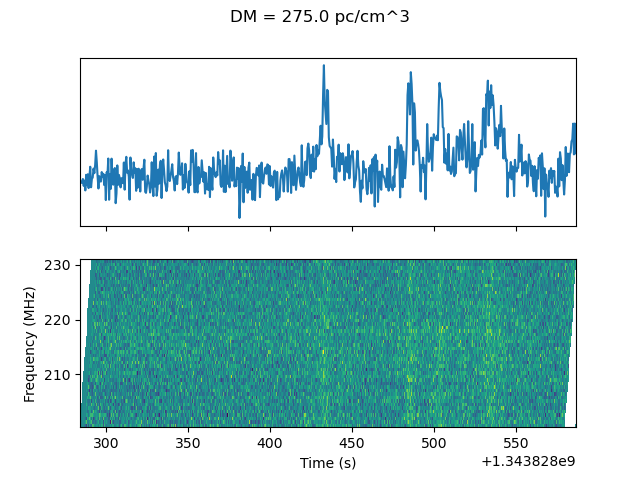 DM = 275.0 pc/cm^3
230
220
210
Frequency (MHz)
300 350 400 450 500 550
Time (s)
+1.343828e9